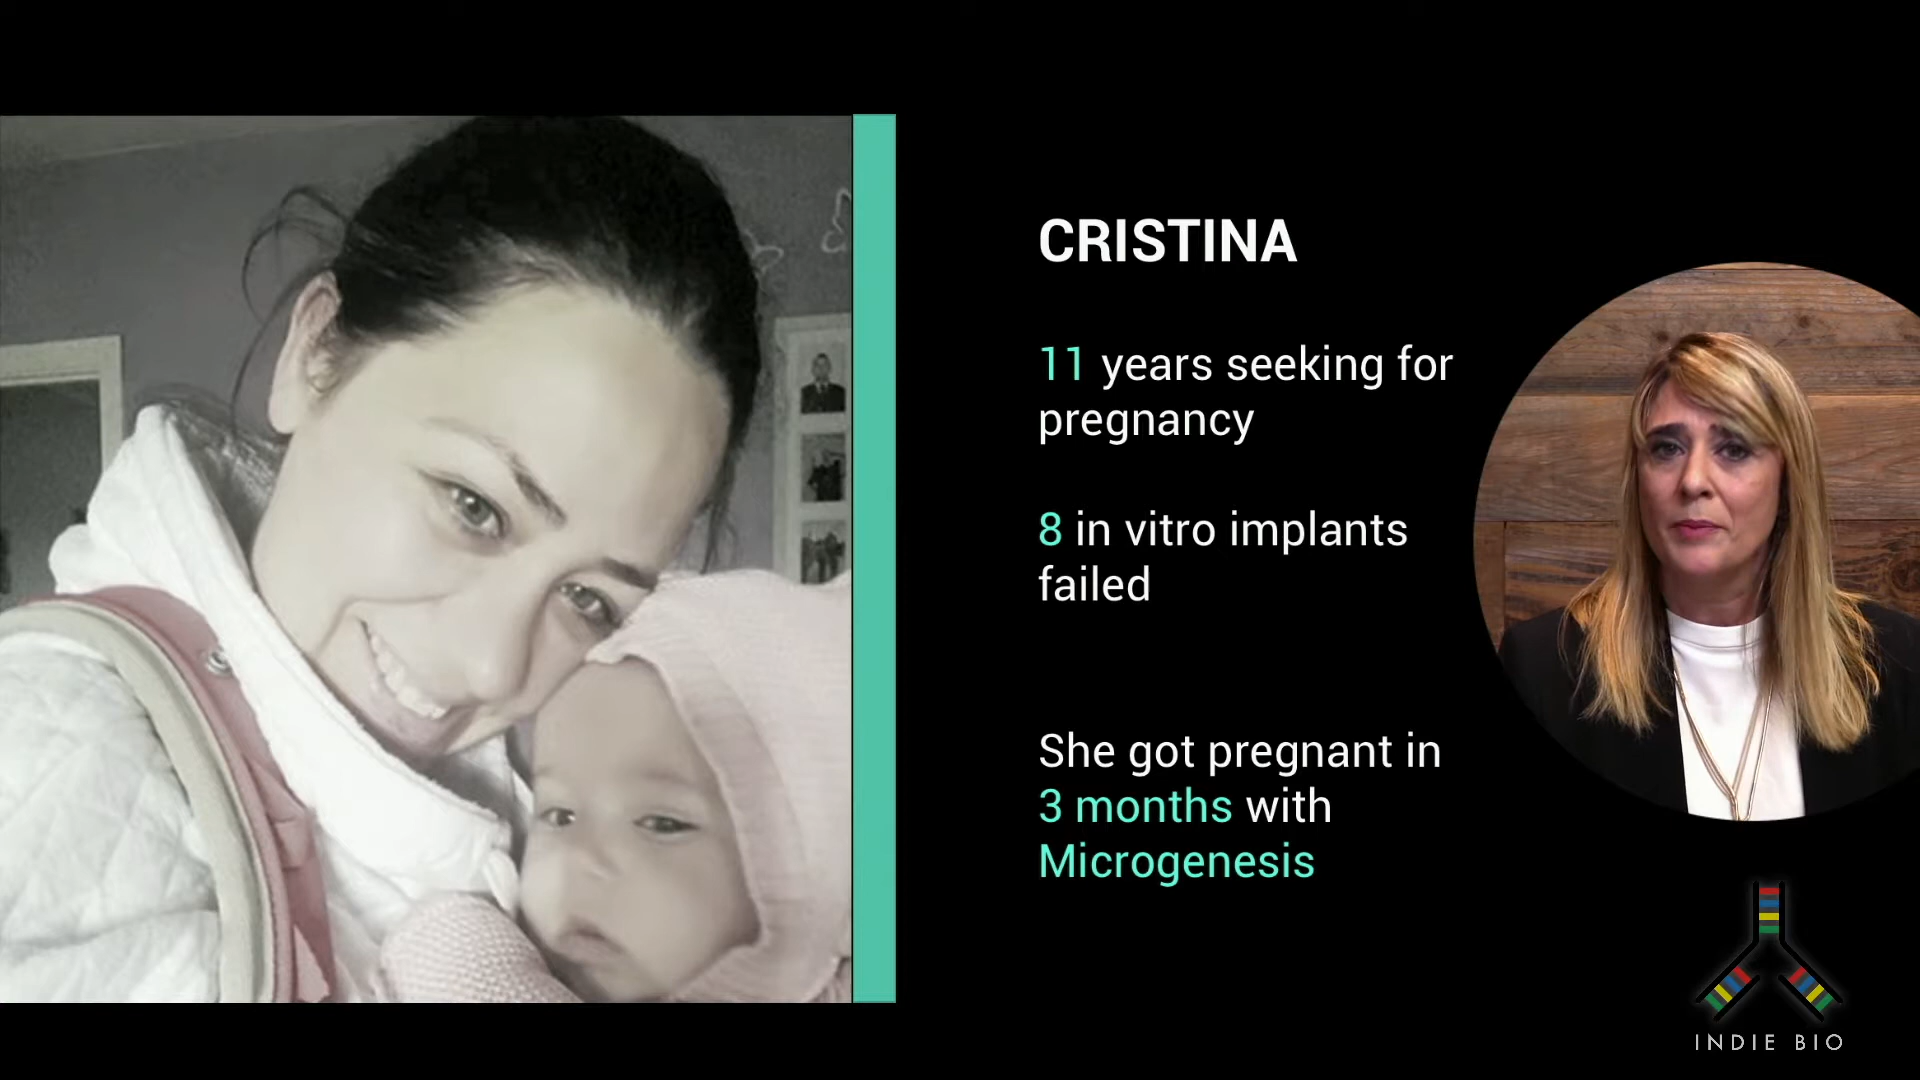 CRISTINA
11 years seeking for
pregnancy
8 in vitro implants
failed
She got pregnant in
3 months with
Microgenesis
INDIE BIO